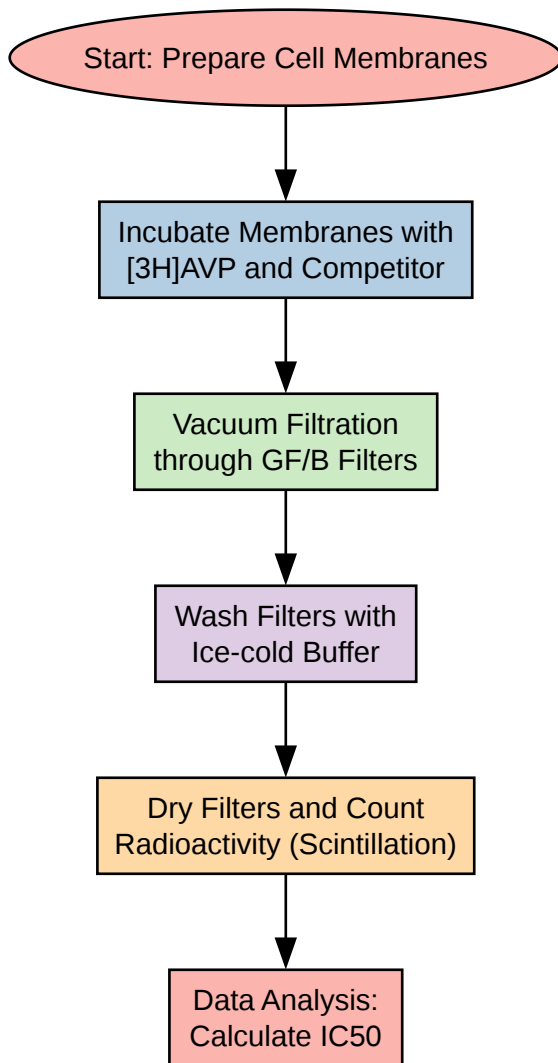 Start: Prepare Cell Membranes
Incubate Membranes with
[3H]AVP and Competitor
Vacuum Filtration
through GF/B Filters
Wash Filters with
Ice-cold Buffer
Dry Filters and Count
Radioactivity (Scintillation)
Data Analysis:
Calculate IC50